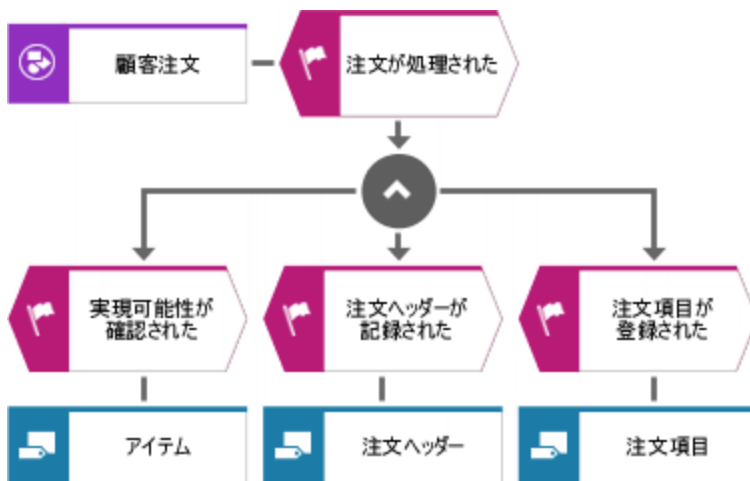 顧客注文
注文が処理された
実現可能性が
確認された
注文ヘッダーが
記録された
注文項目が
登録された
アイテム
注文ヘッダー
注文項目